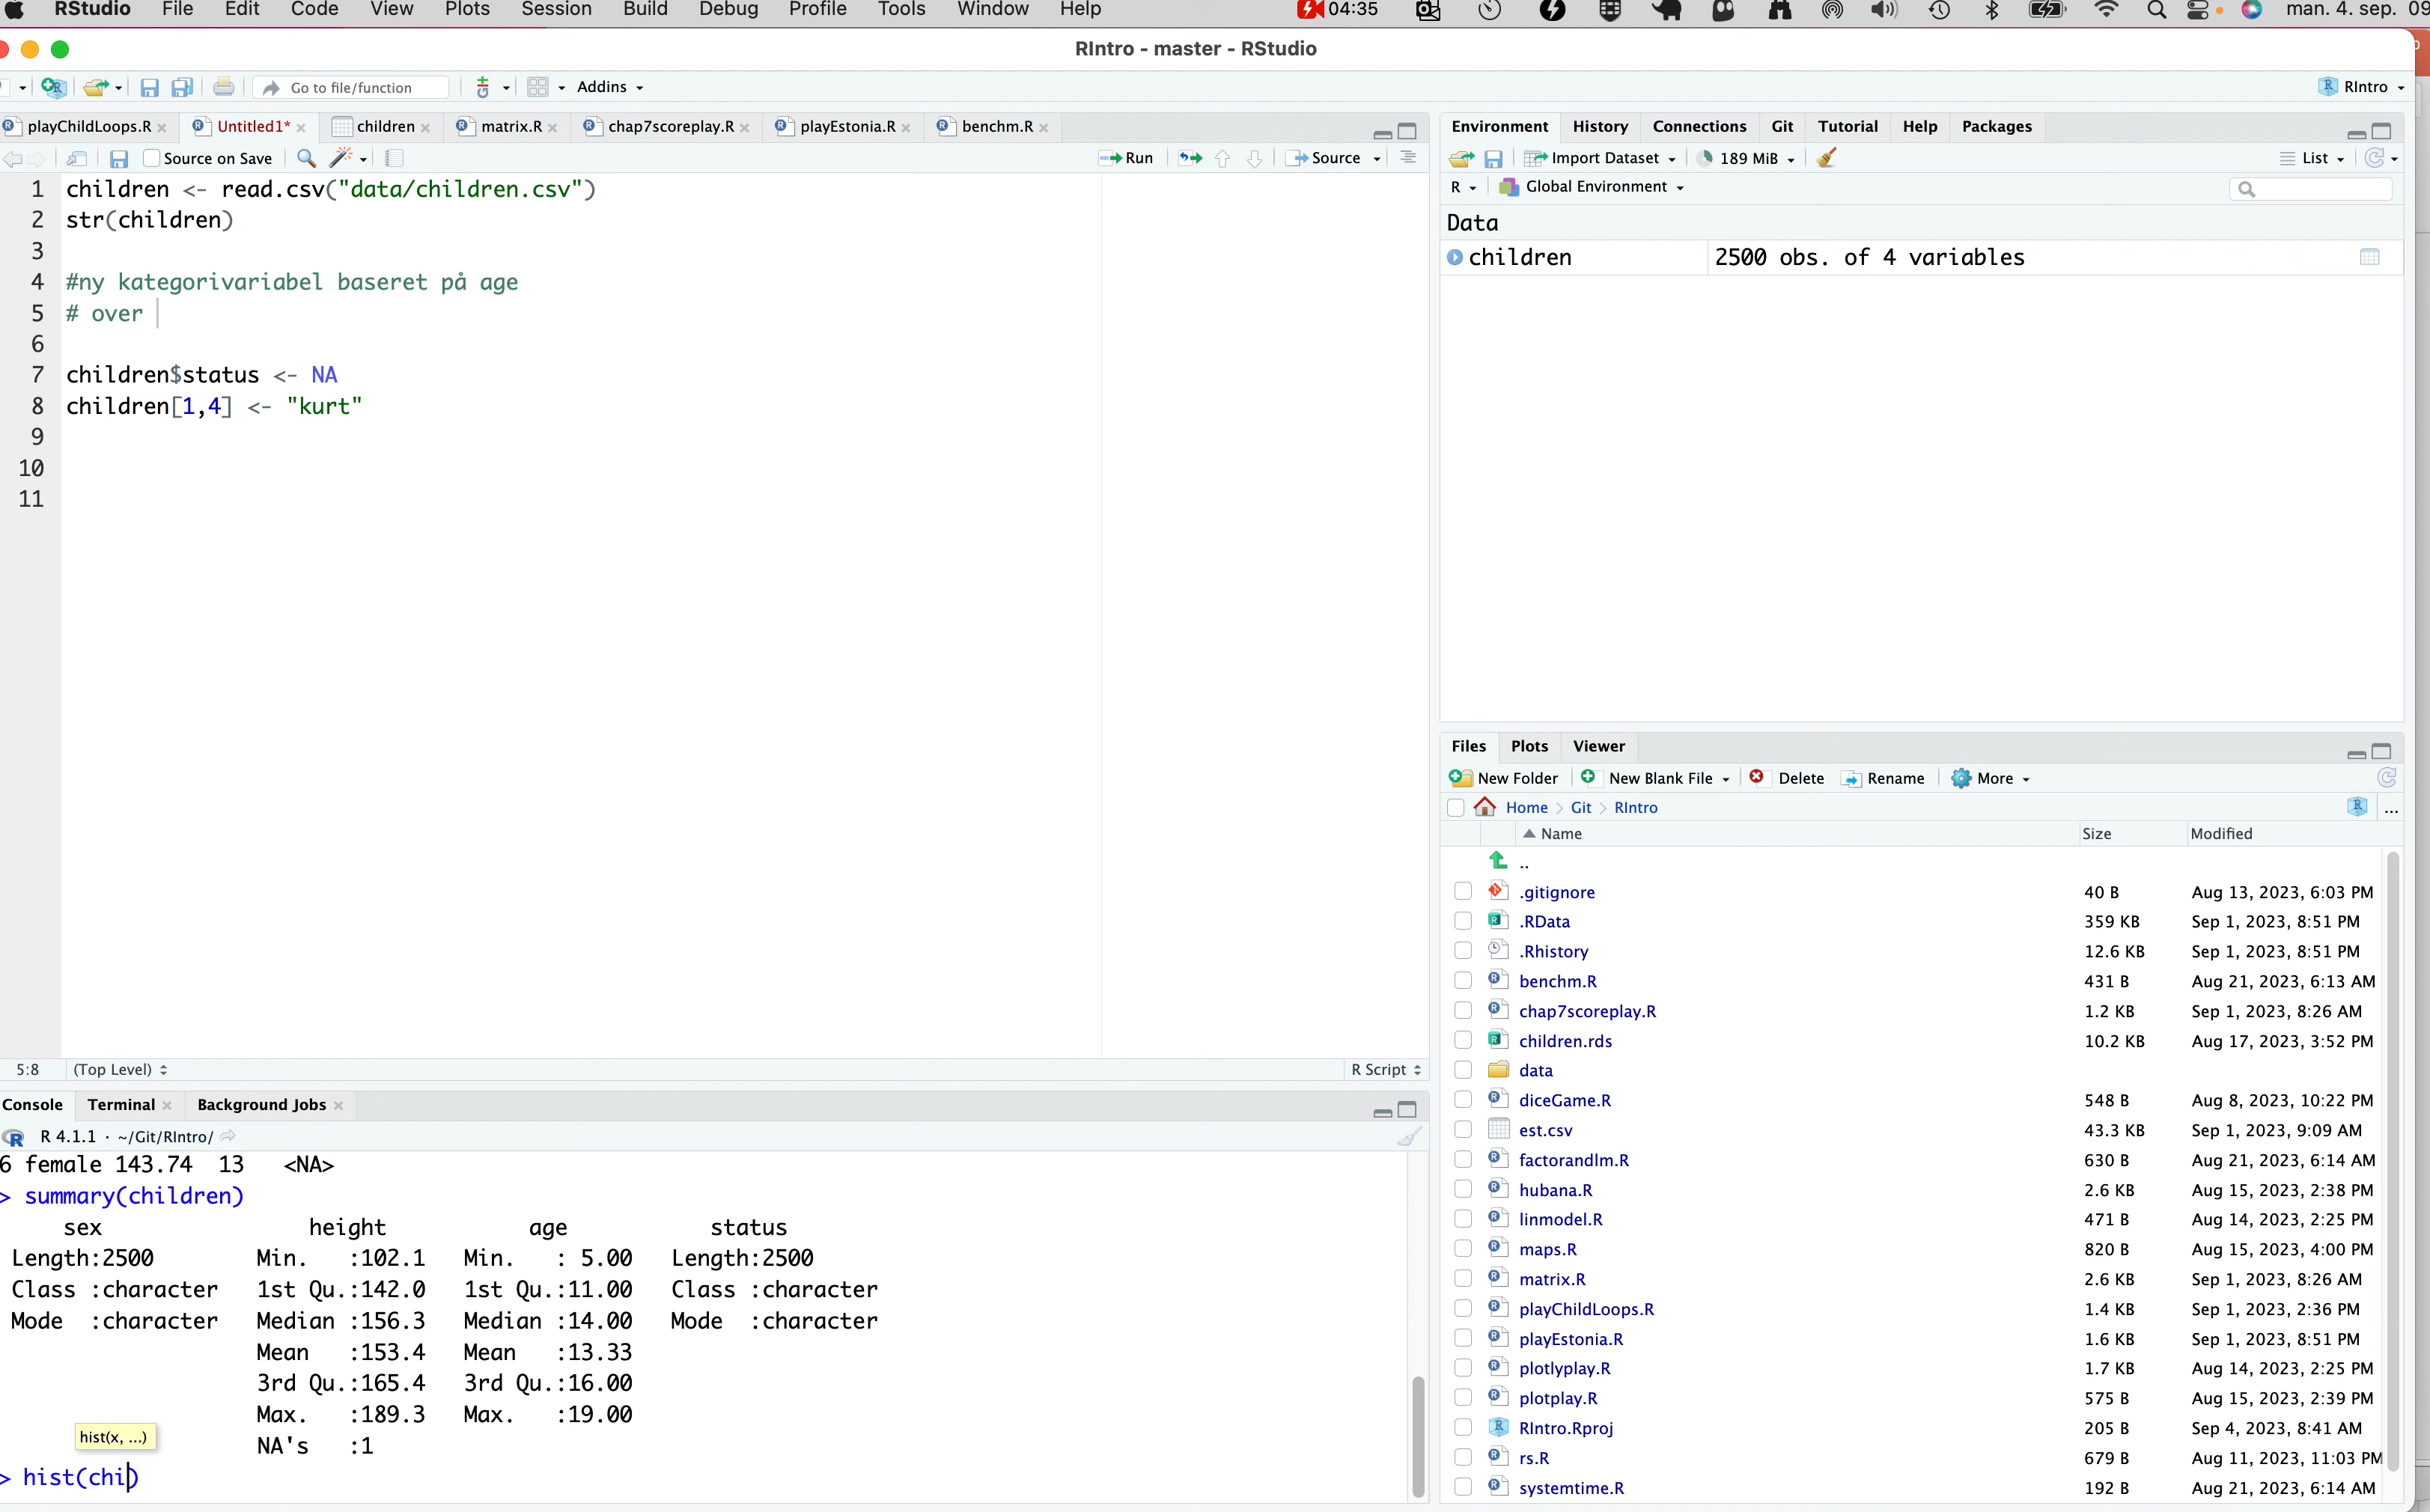 RStudio File Edit Code View Plots Session Build Debug Profile Tools Window Help 04:35 man. 4. sep. 09
RIntro - master - RStudio
Go to file/function Addins RIntro
playChildLoops.R Untitled1* children matrix.R chap7scoreplay.R playEstonia.R benchm.R
Source on Save Run Source
1 children <- read.csv("data/children.csv")
2 str(children)
3
4 #ny kategorivariabel baseret på age
5 # over
6
7 children$status <- NA
8 children[1,4] <- "kurt"
9
10
11
5:8 (Top Level) R Script
Console Terminal Background Jobs
R 4.1.1 · ~/Git/RIntro/
6 female 143.74 13 <NA>
> summary(children)
sex height age status
Length:2500 Min. :102.1 Min. : 5.00 Length:2500
Class :character 1st Qu.:142.0 1st Qu.:11.00 Class :character
Mode :character Median :156.3 Median :14.00 Mode :character
Mean :153.4 Mean :13.33
3rd Qu.:165.4 3rd Qu.:16.00
Max. :189.3 Max. :19.00
NA's :1
hist(x, ...)
> hist(chi)
Environment History Connections Git Tutorial Help Packages
Import Dataset 189 MiB List
R Global Environment
Data
children 2500 obs. of 4 variables
Files Plots Viewer
New Folder New Blank File Delete Rename More
Home > Git > RIntro ...
Name Size Modified
..
.gitignore 40 B Aug 13, 2023, 6:03 PM
.RData 359 KB Sep 1, 2023, 8:51 PM
.Rhistory 12.6 KB Sep 1, 2023, 8:51 PM
benchm.R 431 B Aug 21, 2023, 6:13 AM
chap7scoreplay.R 1.2 KB Sep 1, 2023, 8:26 AM
children.rds 10.2 KB Aug 17, 2023, 3:52 PM
data
diceGame.R 548 B Aug 8, 2023, 10:22 PM
est.csv 43.3 KB Sep 1, 2023, 9:09 AM
factorandlm.R 630 B Aug 21, 2023, 6:14 AM
hubana.R 2.6 KB Aug 15, 2023, 2:38 PM
linmodel.R 471 B Aug 14, 2023, 2:25 PM
maps.R 820 B Aug 15, 2023, 4:00 PM
matrix.R 2.6 KB Sep 1, 2023, 8:26 AM
playChildLoops.R 1.4 KB Sep 1, 2023, 2:36 PM
playEstonia.R 1.6 KB Sep 1, 2023, 8:51 PM
plotlyplay.R 1.7 KB Aug 14, 2023, 2:25 PM
plotplay.R 575 B Aug 15, 2023, 2:39 PM
RIntro.Rproj 205 B Sep 4, 2023, 8:41 AM
rs.R 679 B Aug 11, 2023, 11:03 PM
systemtime.R 192 B Aug 21, 2023, 6:14 AM